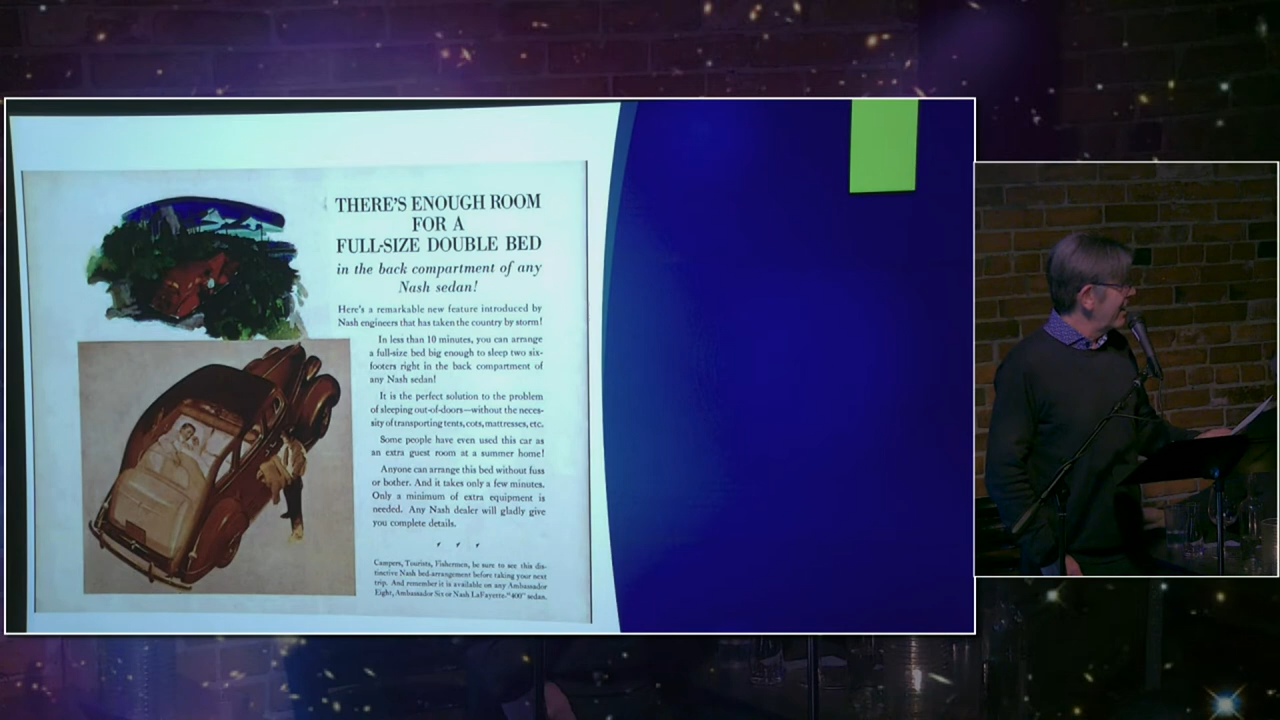 THERE'S ENOUGH ROOM
FOR A
FULL-SIZE DOUBLE BED
in the back compartment of any
Nash sedan!
Here's a remarkable new feature introduced by
Nash engineers that has taken the country by storm!
In less than 10 minutes, you can arrange
a full-size bed big enough to sleep two six-
footers right in the back compartment of
any Nash sedan!
It is the perfect solution to the problem
of sleeping out-of-doors—without the neces-
sity of transporting tents, cots, mattresses, etc.
Some people have even used this car as
an extra guest room at a summer home!
Anyone can arrange this bed without fuss
or bother. And it takes only a few minutes.
Only a minimum of extra equipment is
needed. Any Nash dealer will gladly give
you complete details.
Campers, Tourists, Fishermen, be sure to see this dis-
tinctive Nash bed-arrangement before taking your next
trip. And remember it is available on any Ambassador
Eight, Ambassador Six or Nash LaFayette-"400" sedan.